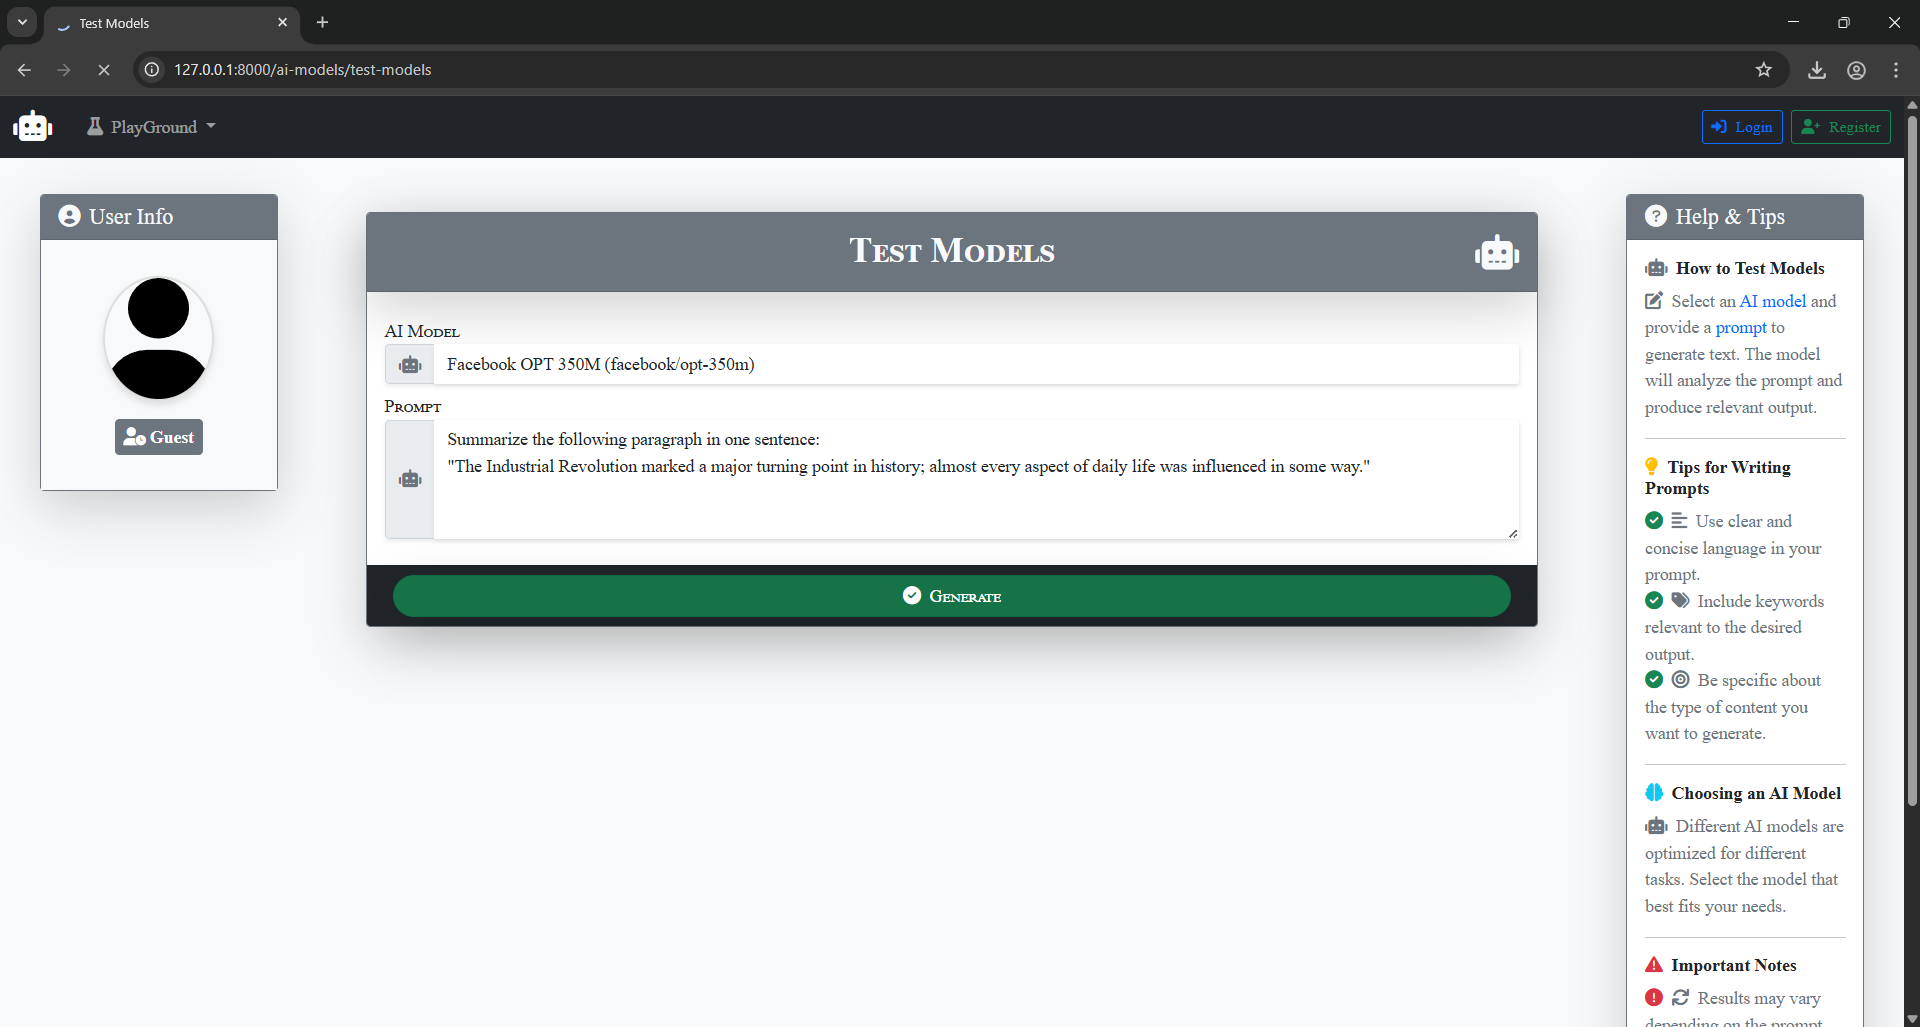 Test Models
127.0.0.1:8000/ai-models/test-models
PlayGround
Login
Register
User Info
Guest
Test Models
AI Model
Facebook OPT 350M (facebook/opt-350m)
Prompt
Summarize the following paragraph in one sentence:
"The Industrial Revolution marked a major turning point in history; almost every aspect of daily life was influenced in some way."
Generate
Help & Tips
How to Test Models
Select an AI model and
provide a prompt to
generate text. The model
will analyze the prompt and
produce relevant output.
Tips for Writing
Prompts
Use clear and
concise language in your
prompt.
Include keywords
relevant to the desired
output.
Be specific about
the type of content you
want to generate.
Choosing an AI Model
Different AI models are
optimized for different
tasks. Select the model that
best fits your needs.
Important Notes
Results may vary
depending on the prompt